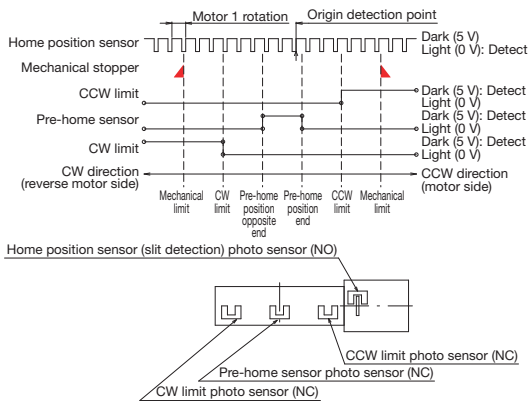 Motor 1 rotation
Origin detection point
Home position sensor
Dark (5 V)
Light (0 V): Detect
Mechanical stopper
CCW limit
Dark (5 V): Detect
Light (0 V)
Pre-home sensor
Dark (5 V): Detect
Light (0 V)
CW limit
Dark (5 V): Detect
Light (0 V)
CW direction
(reverse motor side)
CCW direction
(motor side)
Mechanical
limit
CW
limit
Pre-home
position
opposite
end
Pre-home
position
end
CCW
limit
Mechanical
limit
Home position sensor (slit detection) photo sensor (NO)
CCW limit photo sensor (NC)
Pre-home sensor photo sensor (NC)
CW limit photo sensor (NC)